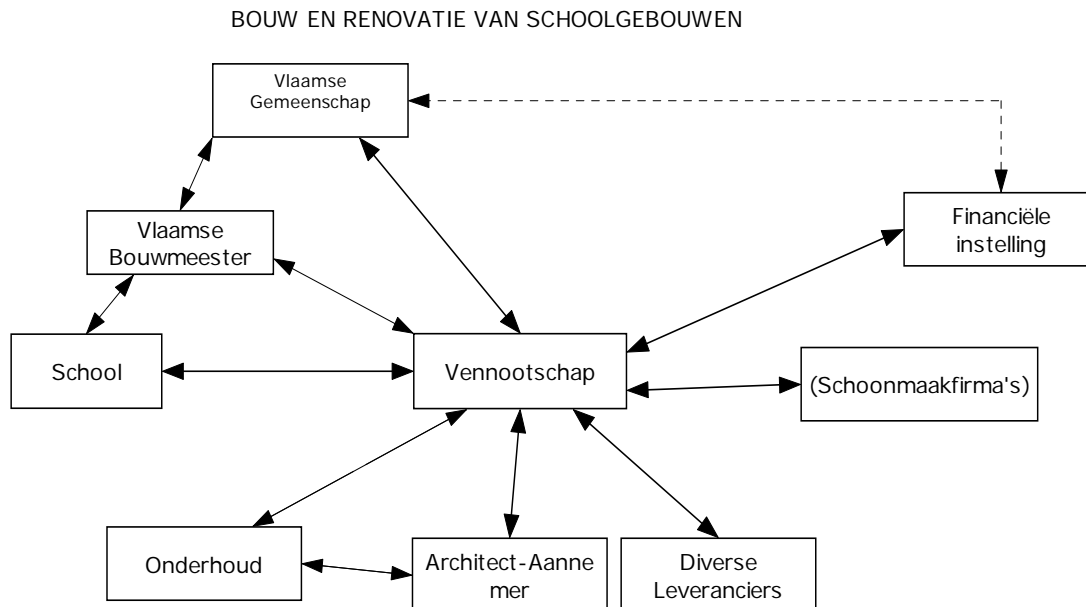 BOUW EN RENOVATIE VAN SCHOOLGEBOUWEN
Vlaamse
Gemeenschap
Vlaamse
Bouwmeester
Financiële
instelling
School
Vennootschap
(Schoonmaakfirma's)
Onderhoud
Architect-Aanne
mer
Diverse
Leveranciers